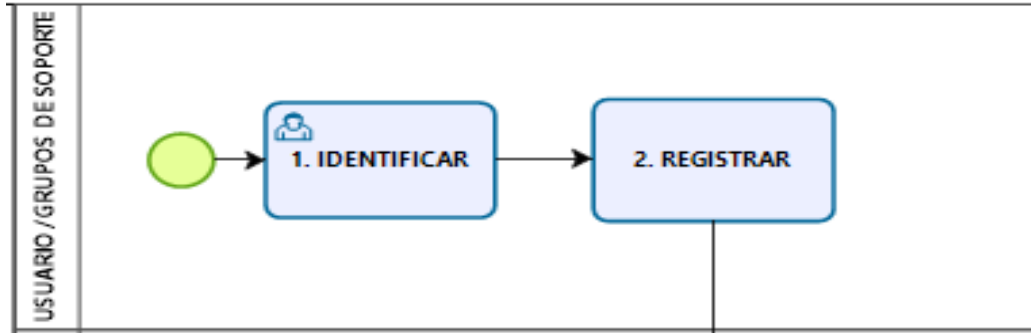 USUARIO / GRUPOS DE SOPORTE
1. IDENTIFICAR
2. REGISTRAR